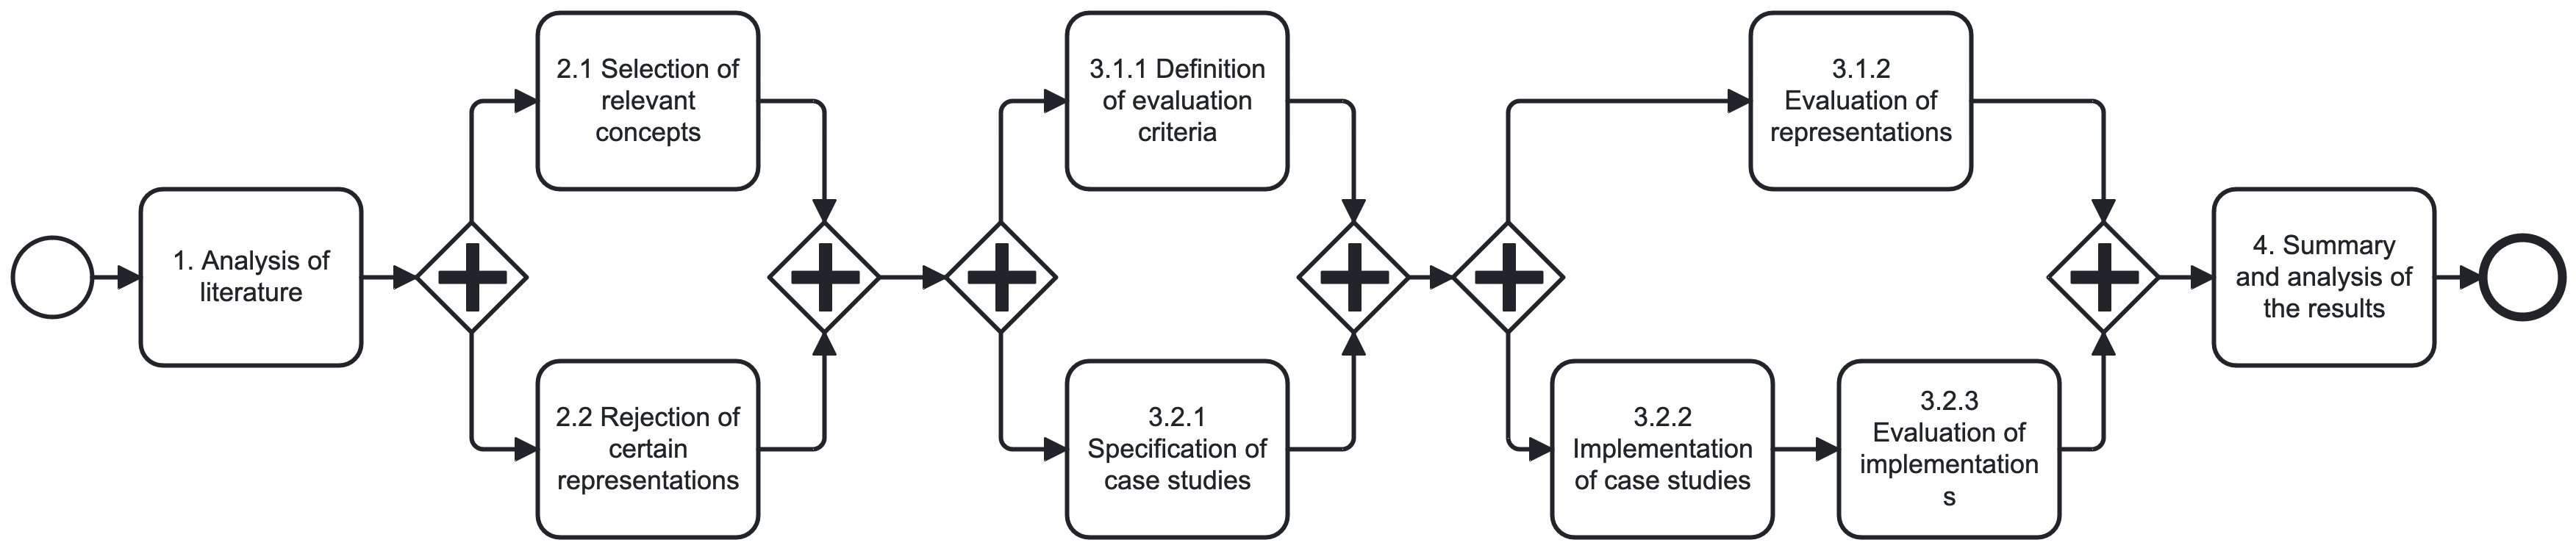 1. Analysis of
literature
2.1 Selection of
relevant
concepts
2.2 Rejection of
certain
representations
3.1.1 Definition
of evaluation
criteria
3.2.1
Specification of
case studies
3.1.2
Evaluation of
representations
3.2.2
Implementation
of case studies
3.2.3
Evaluation of
implementation
s
4. Summary
and analysis of
the results